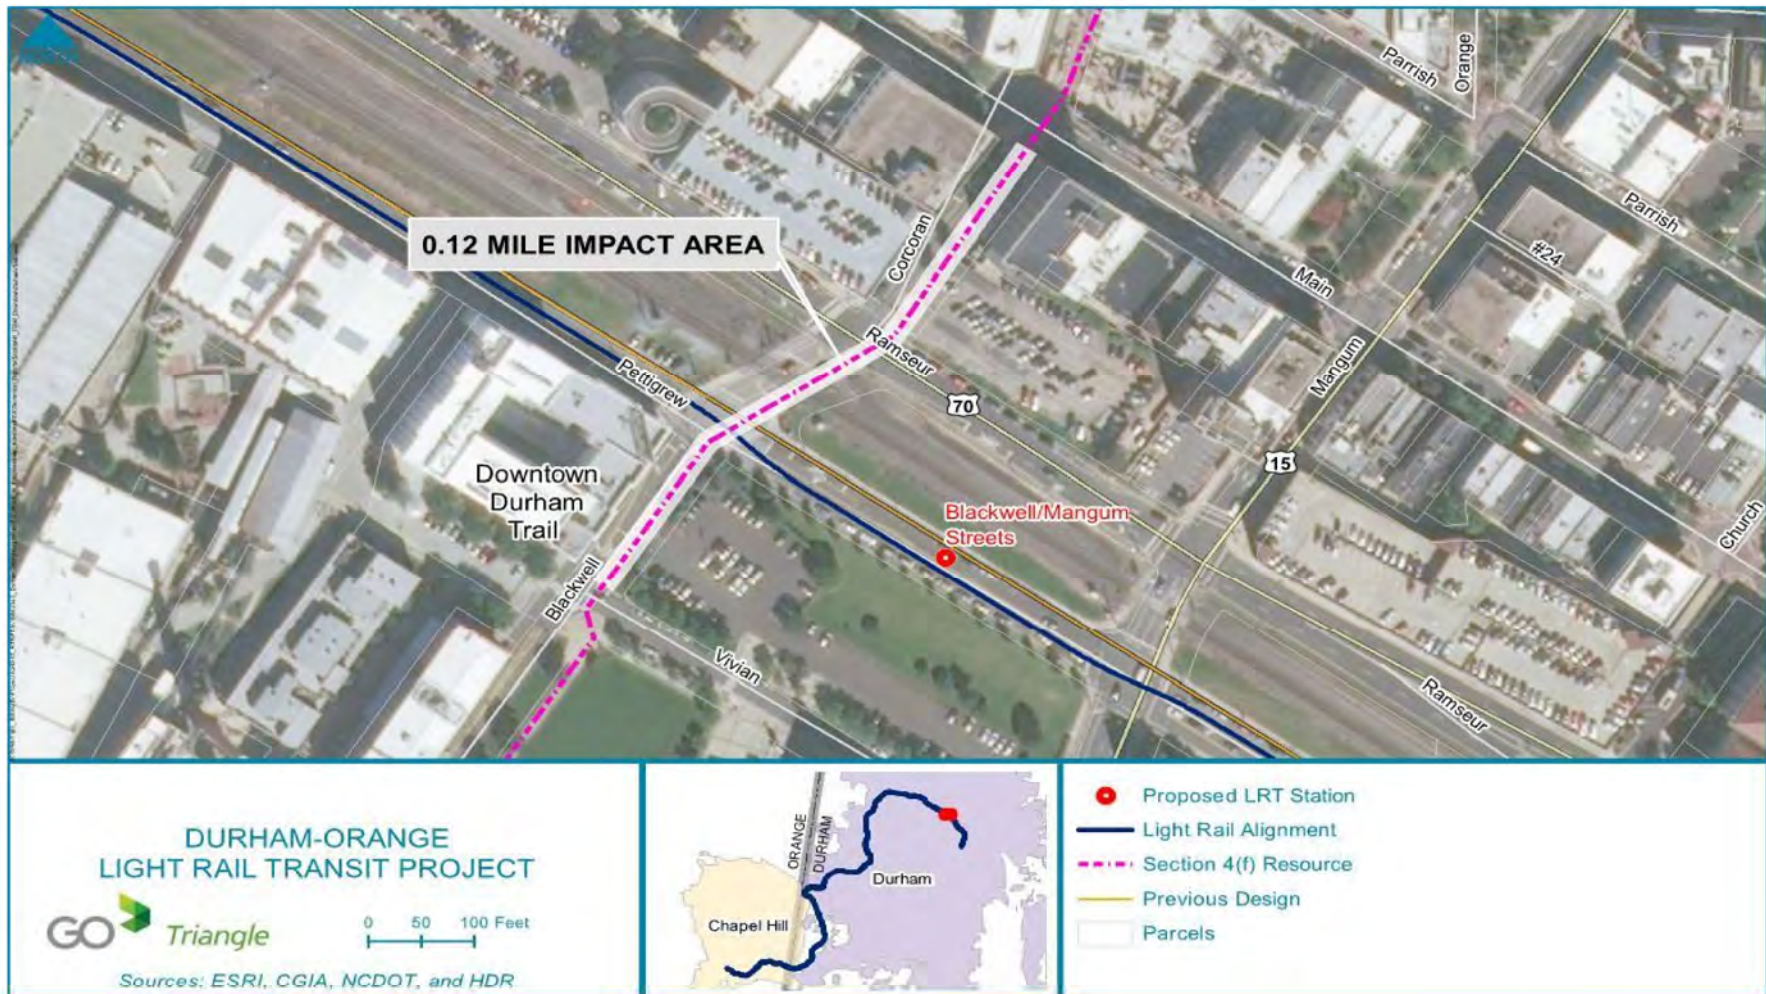 NORTH
Parrish
Orange
0.12 MILE IMPACT AREA
Corcoran
Parrish
#24
Main
Ramseur
Mangum
Pettigrew
70
15
Downtown
Durham
Trail
Blackwell/Mangum
Streets
Church
Blackwell
Vivian
Ramseur
DURHAM-ORANGE
LIGHT RAIL TRANSIT PROJECT
GO Triangle
0 50 100 Feet
Sources: ESRI, CGIA, NCDOT, and HDR
ORANGE
DURHAM
Durham
Chapel Hill
Proposed LRT Station
Light Rail Alignment
Section 4(f) Resource
Previous Design
Parcels